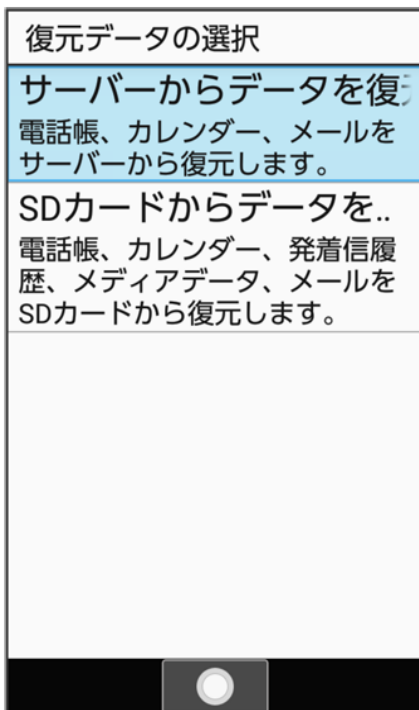 復元データの選択
サーバーからデータを復
電話帳、カレンダー、メールを
サーバーから復元します。
SDカードからデータを..
電話帳、カレンダー、発着信履
歴、メディアデータ、メールを
SDカードから復元します。